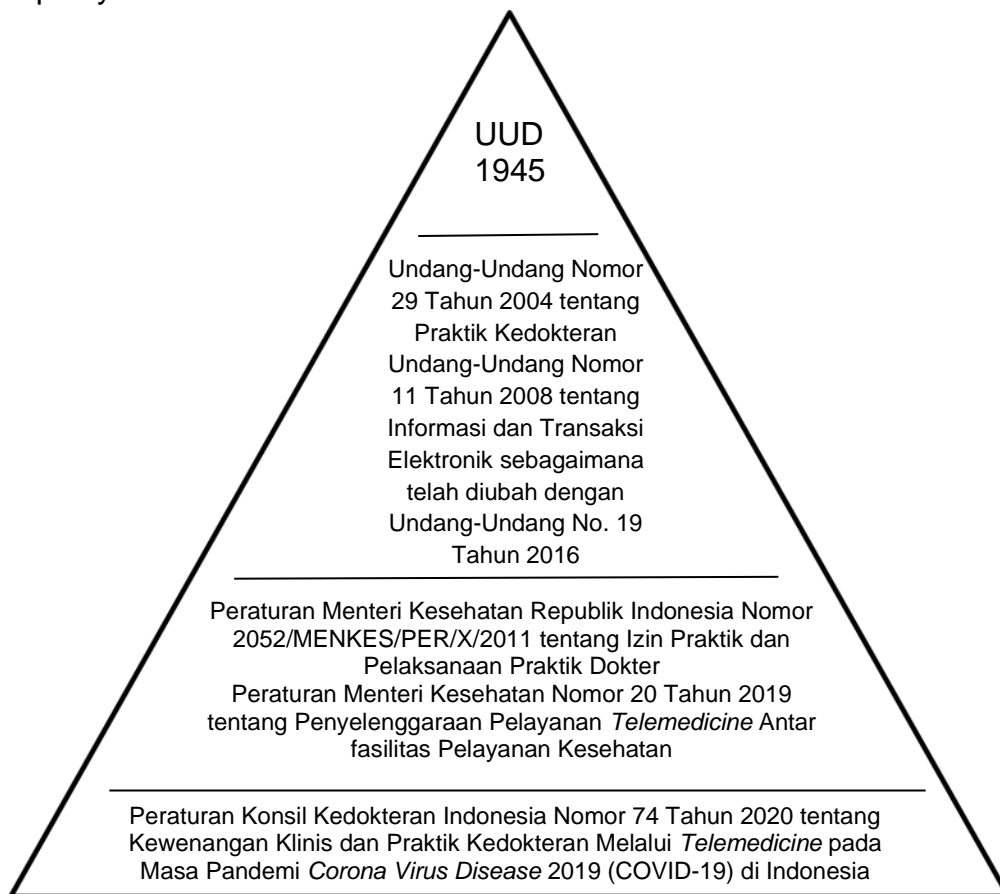 UUD
1945
Undang-Undang Nomor
29 Tahun 2004 tentang
Praktik Kedokteran
Undang-Undang Nomor
11 Tahun 2008 tentang
Informasi dan Transaksi
Elektronik sebagaimana
telah diubah dengan
Undang-Undang No. 19
Tahun 2016
Peraturan Menteri Kesehatan Republik Indonesia Nomor
2052/MENKES/PER/X/2011 tentang Izin Praktik dan
Pelaksanaan Praktik Dokter
Peraturan Menteri Kesehatan Nomor 20 Tahun 2019
tentang Penyelenggaraan Pelayanan Telemedicine Antar
fasilitas Pelayanan Kesehatan
Peraturan Konsil Kedokteran Indonesia Nomor 74 Tahun 2020 tentang
Kewenangan Klinis dan Praktik Kedokteran Melalui Telemedicine pada
Masa Pandemi Corona Virus Disease 2019 (COVID-19) di Indonesia